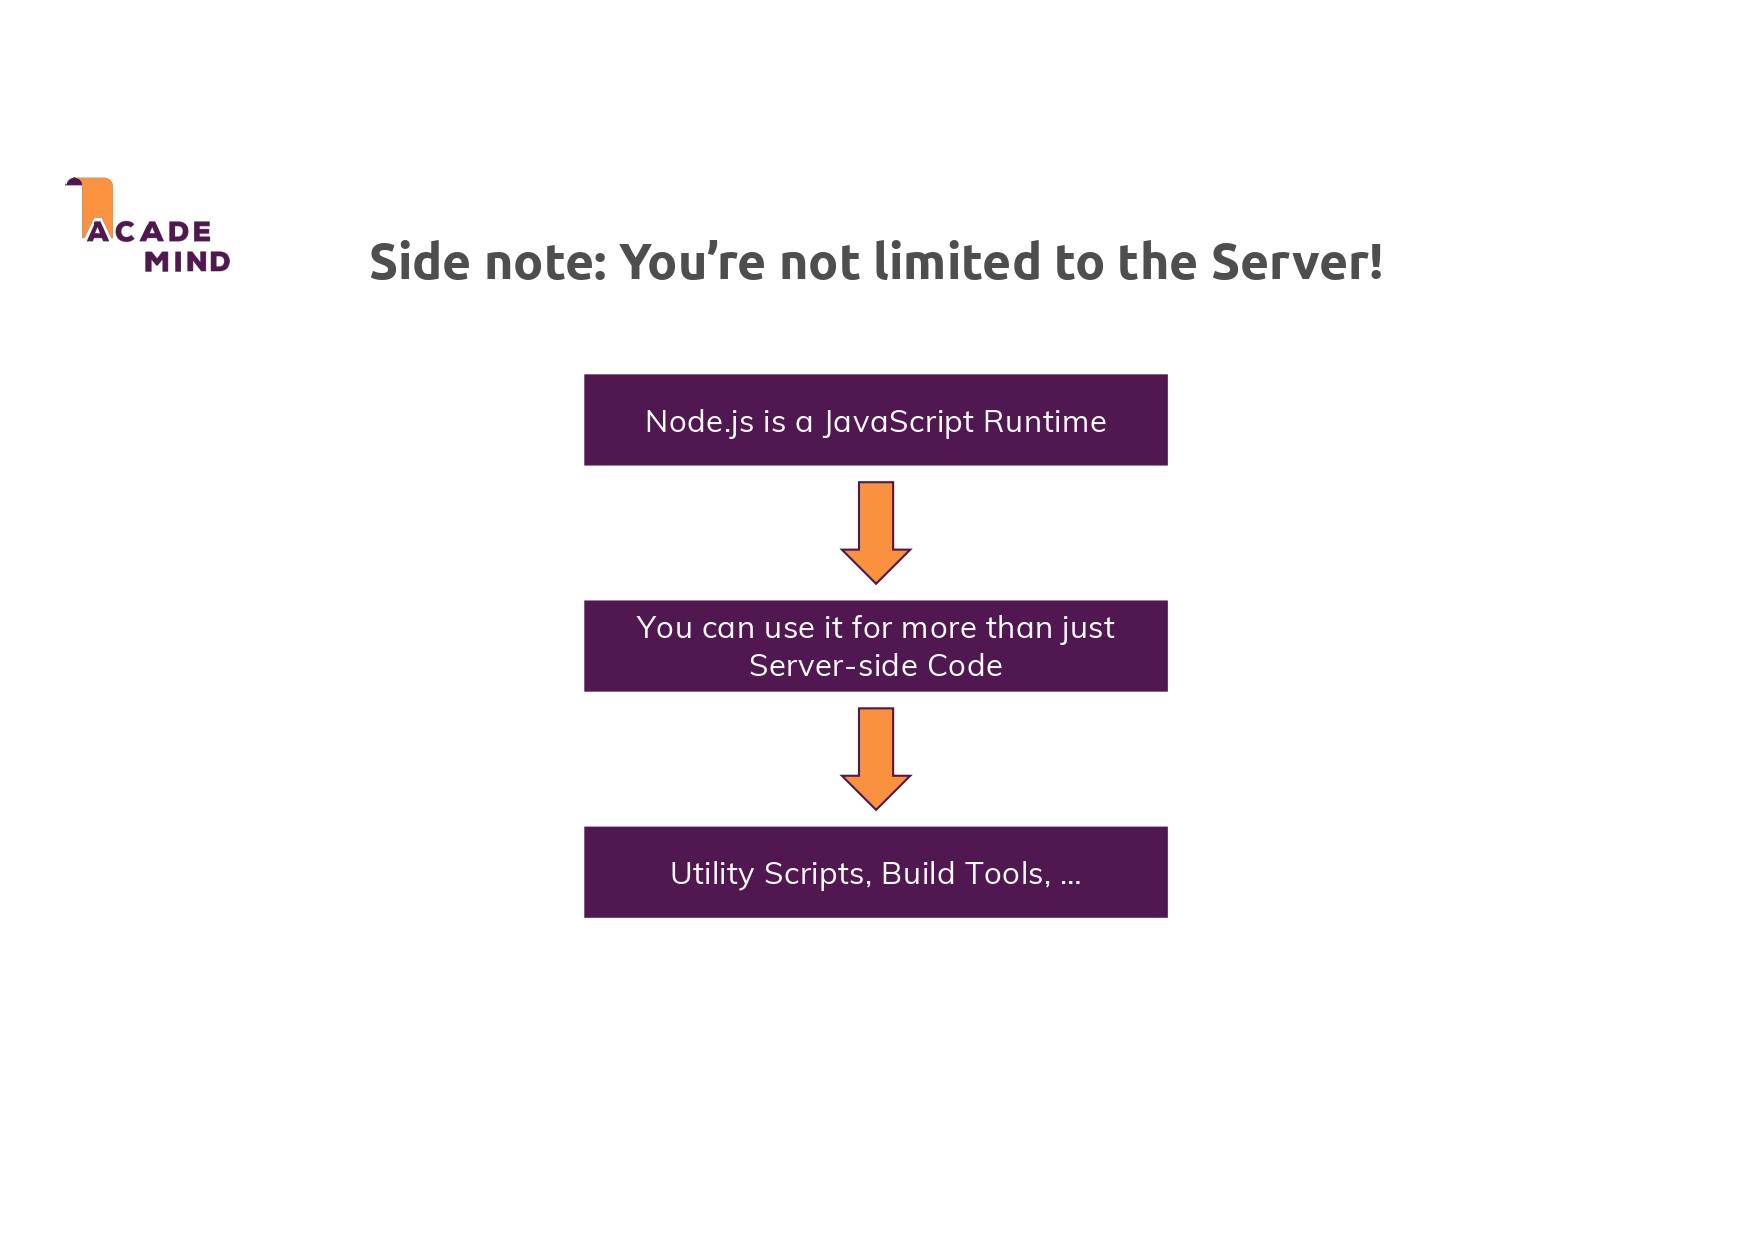 ACADE
MIND
Side note: You’re not limited to the Server!
Node.js is a JavaScript Runtime
You can use it for more than just
Server-side Code
Utility Scripts, Build Tools, …